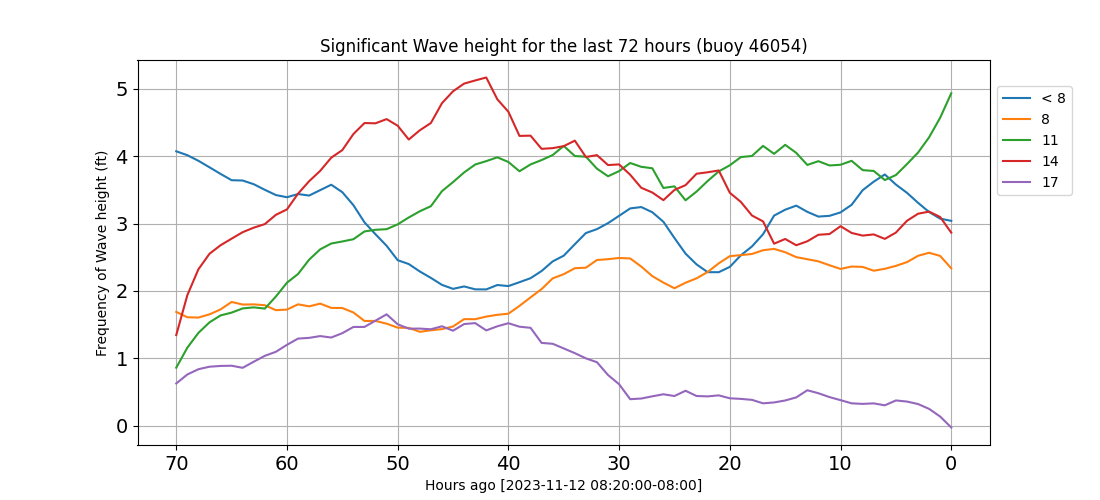 Significant Wave height for the last 72 hours (buoy 46054)
Frequency of Wave height (ft)
5
4
3
2
1
0
70 60 50 40 30 20 10 0
Hours ago [2023-11-12 08:20:00-08:00]
< 8
8
11
14
17